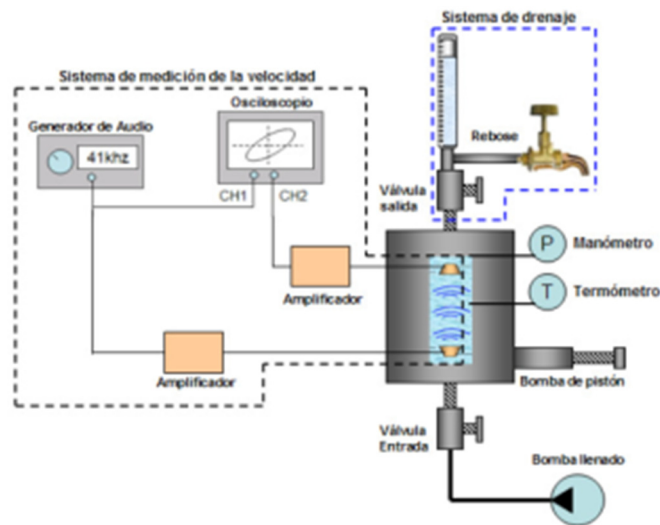 Sistema de drenaje
Sistema de medición de la velocidad
Osciloscopio
Generador de Audio
41khz
Rebose
CH1
CH2
Válvula
salida
P
Manómetro
T
Termómetro
Amplificador
Amplificador
Bomba de pistón
Válvula
Entrada
Bomba llenado